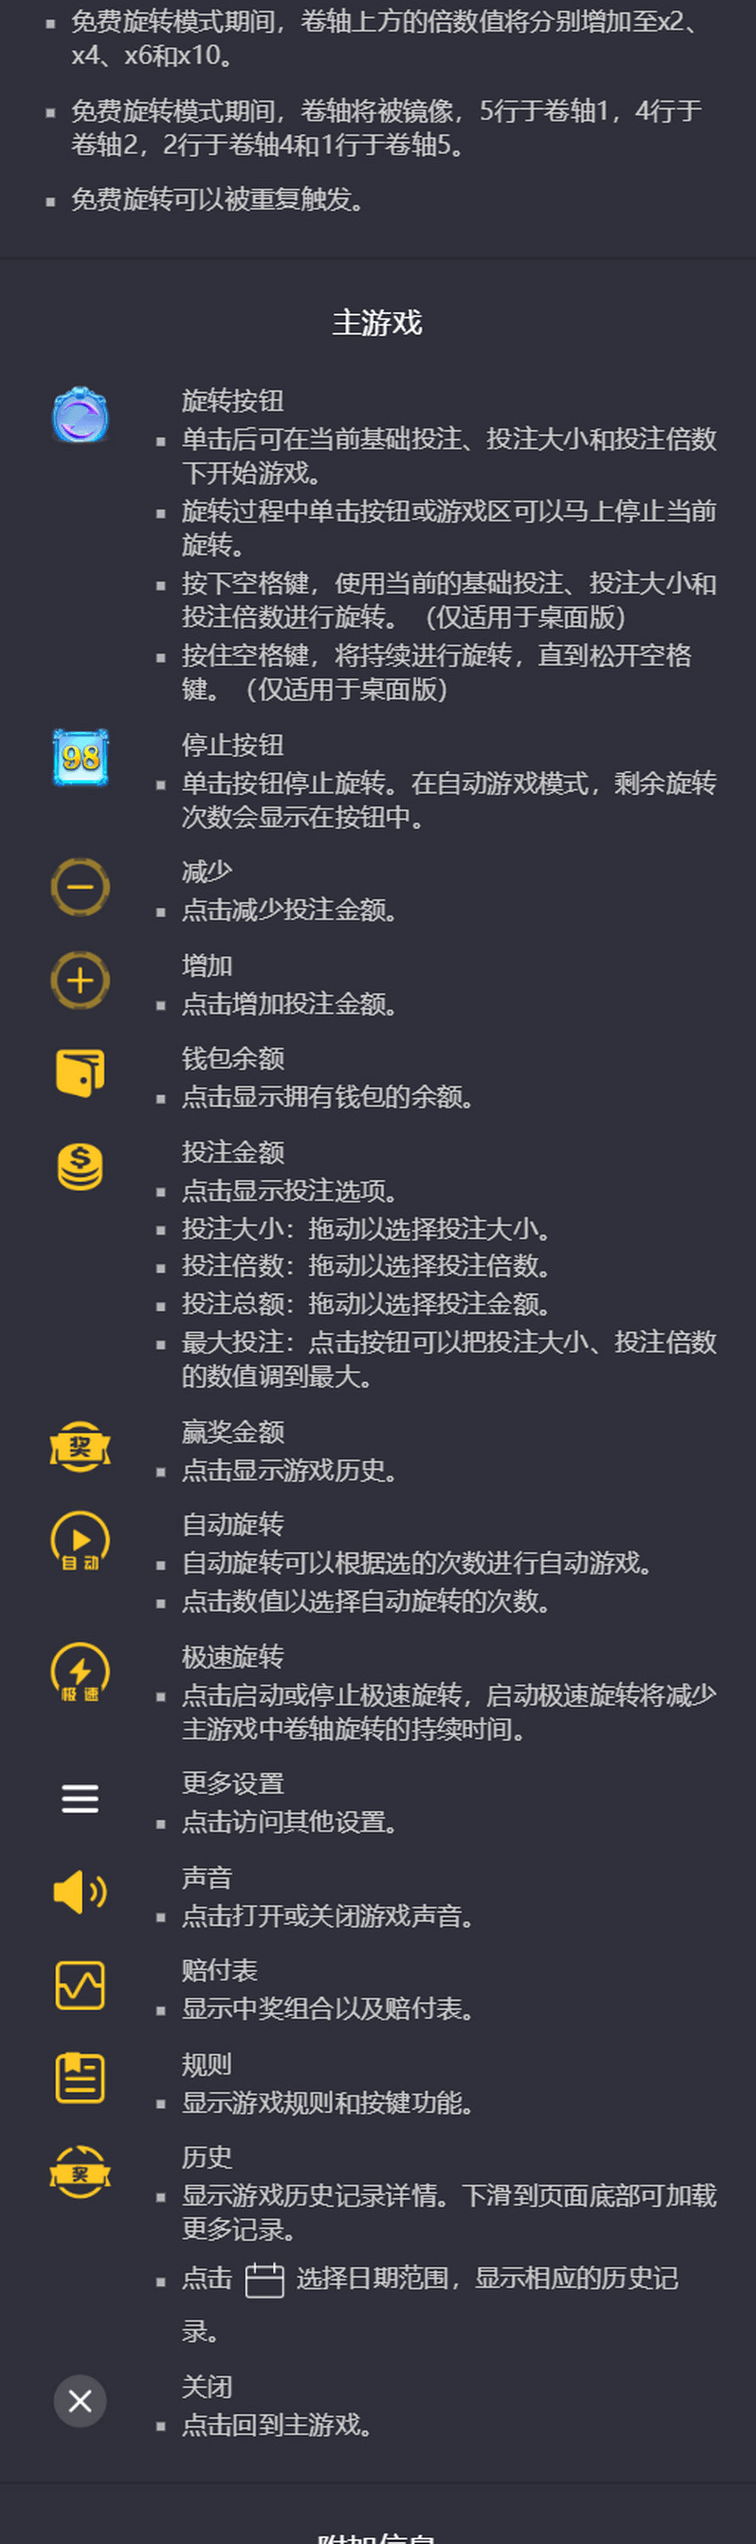 免费旋转模式期间，卷轴上方的倍数值将分别增加至x2、
x4、x6和x10。
免费旋转模式期间，卷轴将被镜像，5行于卷轴1，4行于
卷轴2，2行于卷轴4和1行于卷轴5。
免费旋转可以被重复触发。
主游戏
旋转按钮
单击后可在当前基础投注、投注大小和投注倍数
下开始游戏。
旋转过程中单击按钮或游戏区可以马上停止当前
旋转。
按下空格键，使用当前的基础投注、投注大小和
投注倍数进行旋转。（仅适用于桌面版）
按住空格键，将持续进行旋转，直到松开空格
键。（仅适用于桌面版）
98
停止按钮
单击按钮停止旋转。在自动游戏模式，剩余旋转
次数会显示在按钮中。
减少
点击减少投注金额。
增加
点击增加投注金额。
钱包余额
点击显示拥有钱包的余额。
投注金额
点击显示投注选项。
投注大小：拖动以选择投注大小。
投注倍数：拖动以选择投注倍数。
投注总额：拖动以选择投注金额。
最大投注：点击按钮可以把投注大小、投注倍数
的数值调到最大。
奖
赢奖金额
点击显示游戏历史。
自动
自动旋转
自动旋转可以根据选的次数进行自动游戏。
点击数值以选择自动旋转的次数。
极速
极速旋转
点击启动或停止极速旋转，启动极速旋转将减少
主游戏中卷轴旋转的持续时间。
更多设置
点击访问其他设置。
声音
点击打开或关闭游戏声音。
赔付表
显示中奖组合以及赔付表。
规则
显示游戏规则和按键功能。
奖
历史
显示游戏历史记录详情。下滑到页面底部可加载
更多记录。
点击 选择日期范围，显示相应的历史记
录。
关闭
点击回到主游戏。
附加信息